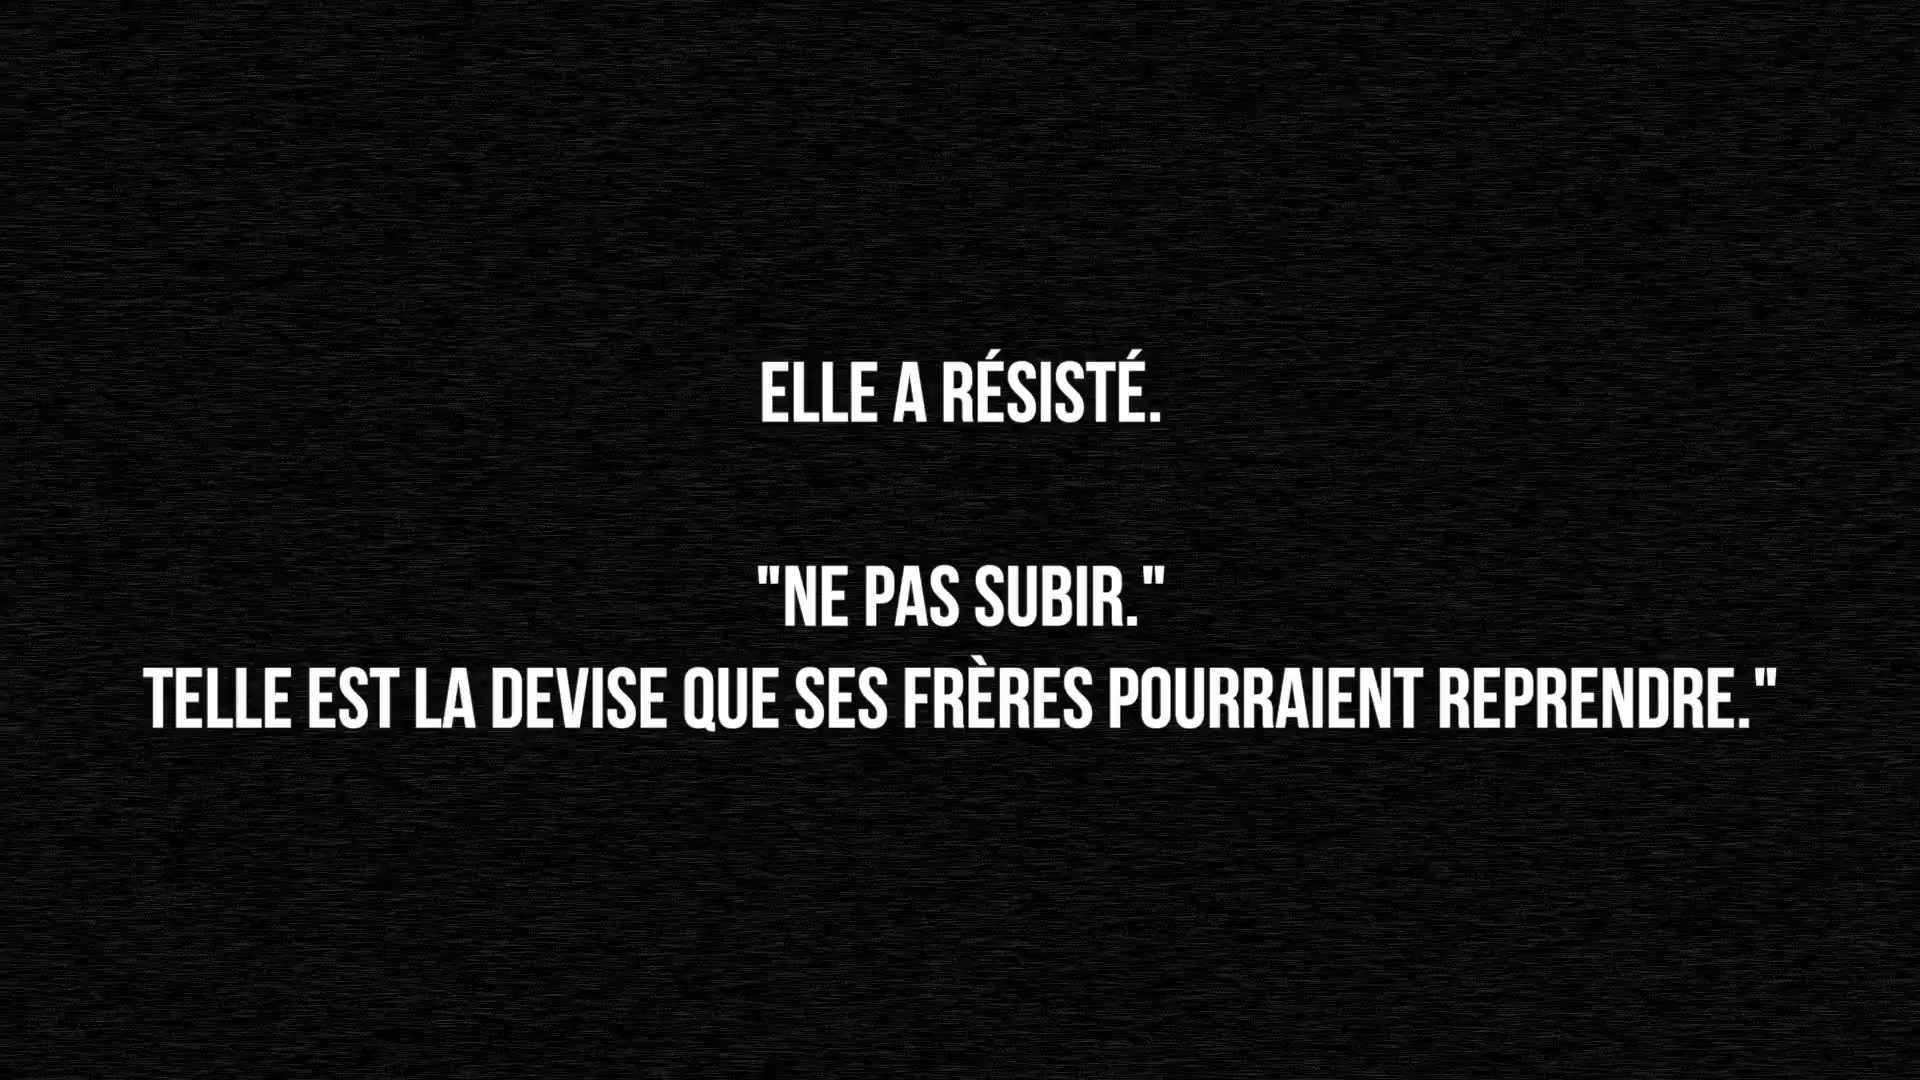 ELLE A RÉSISTÉ.
"NE PAS SUBIR."
TELLE EST LA DEVISE QUE SES FRÈRES POURRAIENT REPRENDRE."